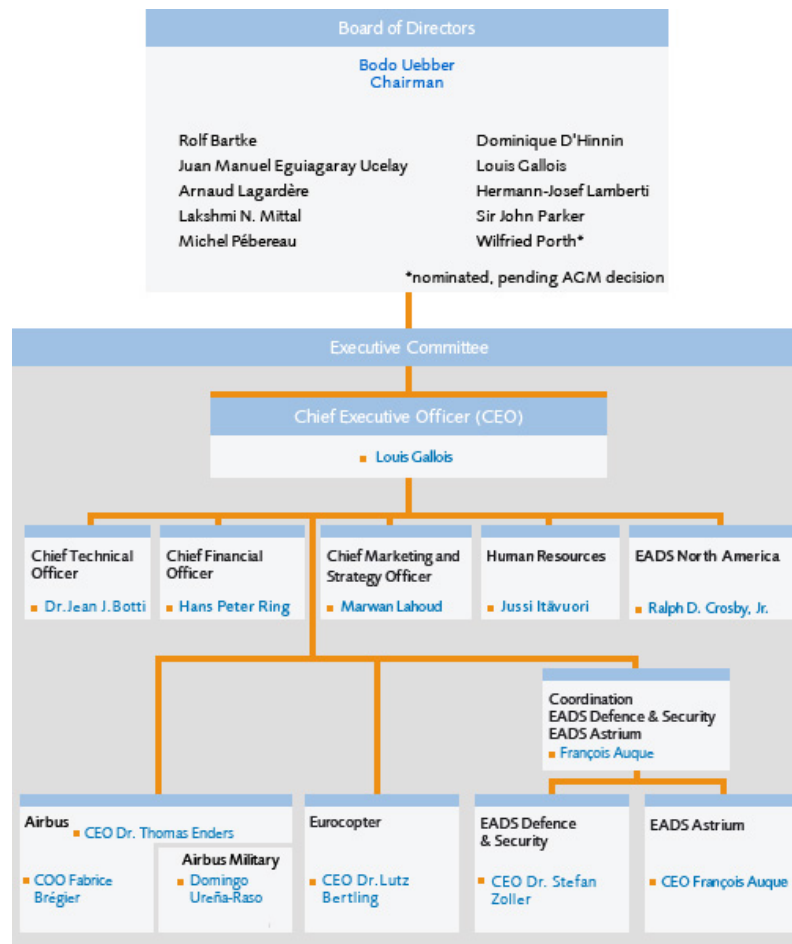 Board of Directors
Bodo Uebber
Chairman
Rolf Bartke
Juan Manuel Eguiagaray Ucelay
Arnaud Lagardère
Lakshmi N. Mittal
Michel Pébereau
Dominique D'Hinnin
Louis Gallois
Hermann-Josef Lamberti
Sir John Parker
Wilfried Porth*
*nominated, pending AGM decision
Executive Committee
Chief Executive Officer (CEO)
Louis Gallois
Chief Technical
Officer
Dr.Jean J.Botti
Chief Financial
Officer
Hans Peter Ring
Chief Marketing and
Strategy Officer
Marwan Lahoud
Human Resources
Jussi Itävuori
EADS North America
Ralph D. Crosby, Jr.
Coordination
EADS Defence & Security
EADS Astrium
François Auque
Airbus
CEO Dr. Thomas Enders
COO Fabrice
Brégier
Airbus Military
Domingo
Ureña-Raso
Eurocopter
CEO Dr.Lutz
Bertling
EADS Defence
& Security
CEO Dr. Stefan
Zoller
EADS Astrium
CEO François Auque